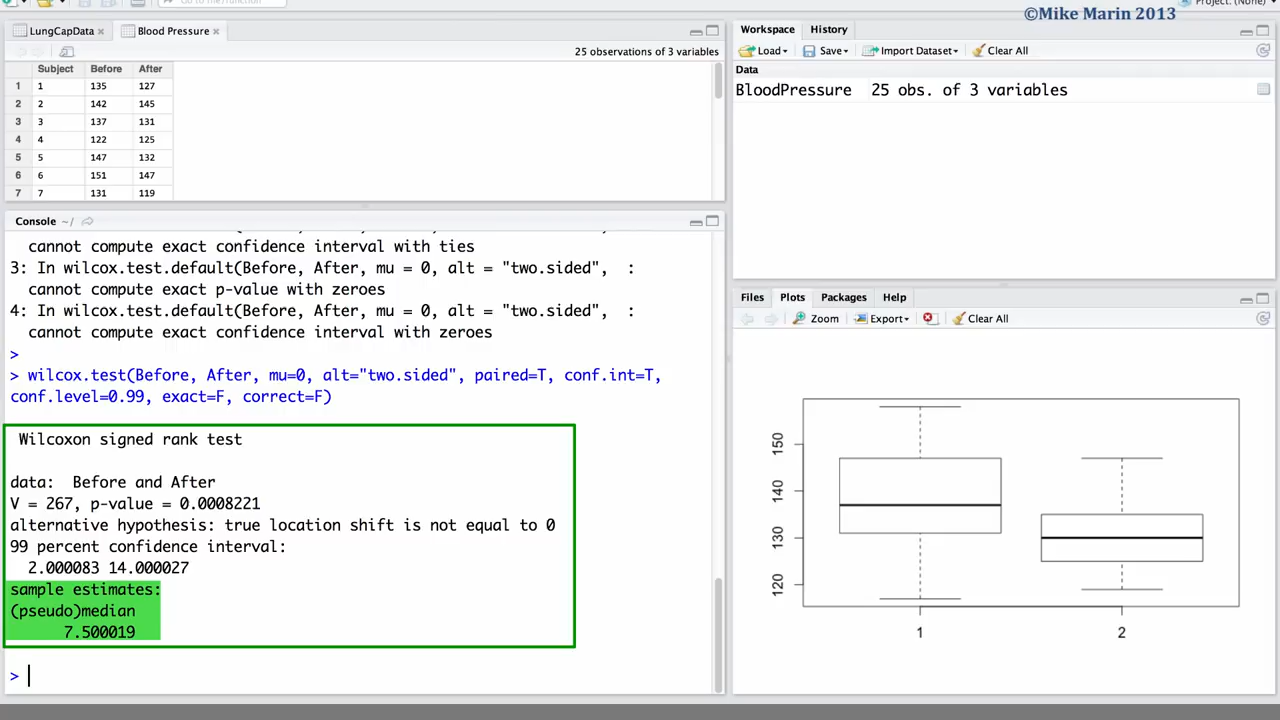 Go to file/function
Project: (None)
©Mike Marin 2013
LungCapData
Blood Pressure
25 observations of 3 variables
Subject Before After
1 1 135 127
2 2 142 145
3 3 137 131
4 4 122 125
5 5 147 132
6 6 151 147
7 7 131 119
Console ~/
cannot compute exact confidence interval with ties
3: In wilcox.test.default(Before, After, mu = 0, alt = "two.sided",  :
cannot compute exact p-value with zeroes
4: In wilcox.test.default(Before, After, mu = 0, alt = "two.sided",  :
cannot compute exact confidence interval with zeroes
>
> wilcox.test(Before, After, mu=0, alt="two.sided", paired=T, conf.int=T,
conf.level=0.99, exact=F, correct=F)
Wilcoxon signed rank test
data:  Before and After
V = 267, p-value = 0.0008221
alternative hypothesis: true location shift is not equal to 0
99 percent confidence interval:
2.000083 14.000027
sample estimates:
(pseudo)median
7.500019
>
Workspace History
Load Save Import Dataset Clear All
Data
BloodPressure 25 obs. of 3 variables
Files Plots Packages Help
Zoom Export Clear All
150
140
130
120
1 2